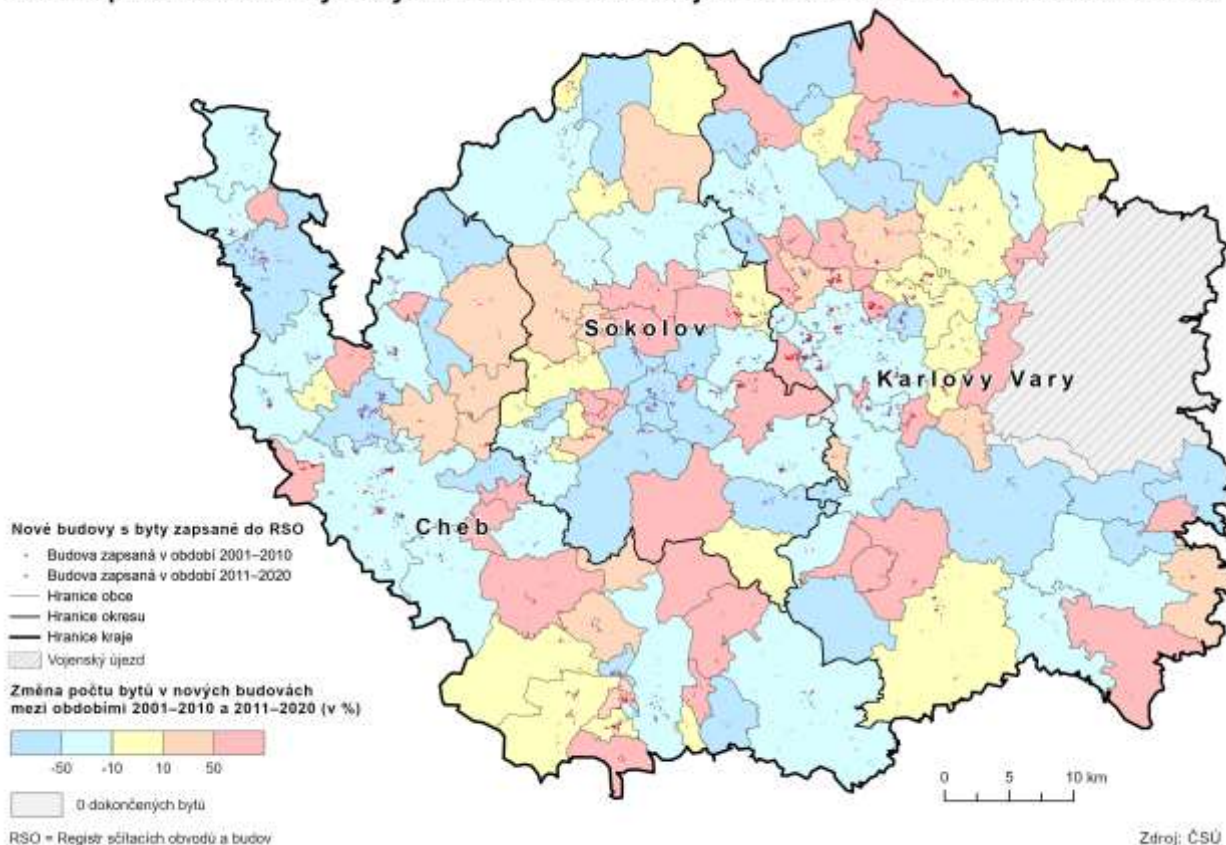 Sokolov
Karlovy Vary
Cheb
Nové budovy s byty zapsané do RSO
Budova zapsaná v období 2001–2010
Budova zapsaná v období 2011–2020
Hranice obce
Hranice okresu
Hranice kraje
Vojenský újezd
Změna počtu bytů v nových budovách
mezi obdobími 2001–2010 a 2011–2020 (v %)
-50 -10 10 50
0 dokončených bytů
RSO = Registr sčítacích obvodů a budov
0 5 10 km
Zdroj: ČSÚ